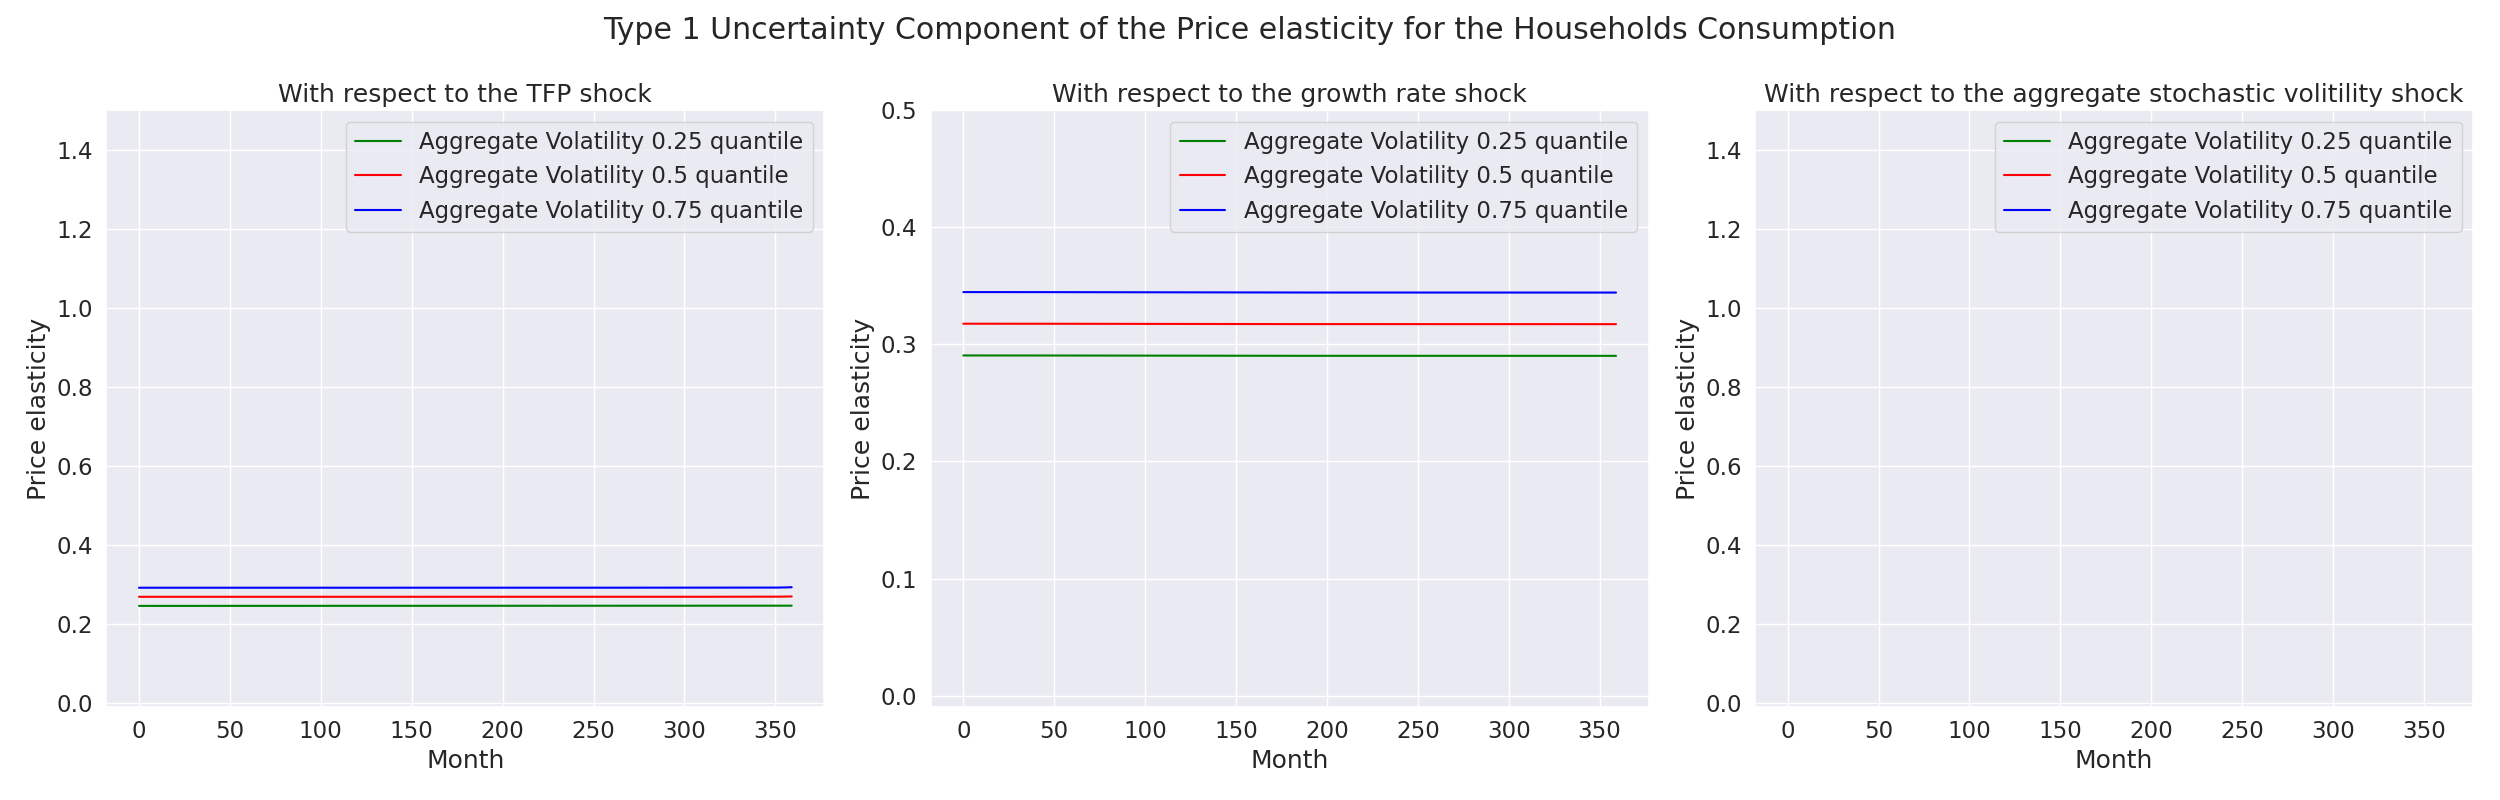 Type 1 Uncertainty Component of the Price elasticity for the Households Consumption
With respect to the TFP shock
Aggregate Volatility 0.25 quantile
Aggregate Volatility 0.5 quantile
Aggregate Volatility 0.75 quantile
1.4
1.2
1.0
0.8
0.6
0.4
0.2
0.0
Price elasticity
0 50 100 150 200 250 300 350
Month
With respect to the growth rate shock
Aggregate Volatility 0.25 quantile
Aggregate Volatility 0.5 quantile
Aggregate Volatility 0.75 quantile
0.5
0.4
0.3
0.2
0.1
0.0
Price elasticity
0 50 100 150 200 250 300 350
Month
With respect to the aggregate stochastic volitility shock
Aggregate Volatility 0.25 quantile
Aggregate Volatility 0.5 quantile
Aggregate Volatility 0.75 quantile
1.4
1.2
1.0
0.8
0.6
0.4
0.2
0.0
Price elasticity
0 50 100 150 200 250 300 350
Month